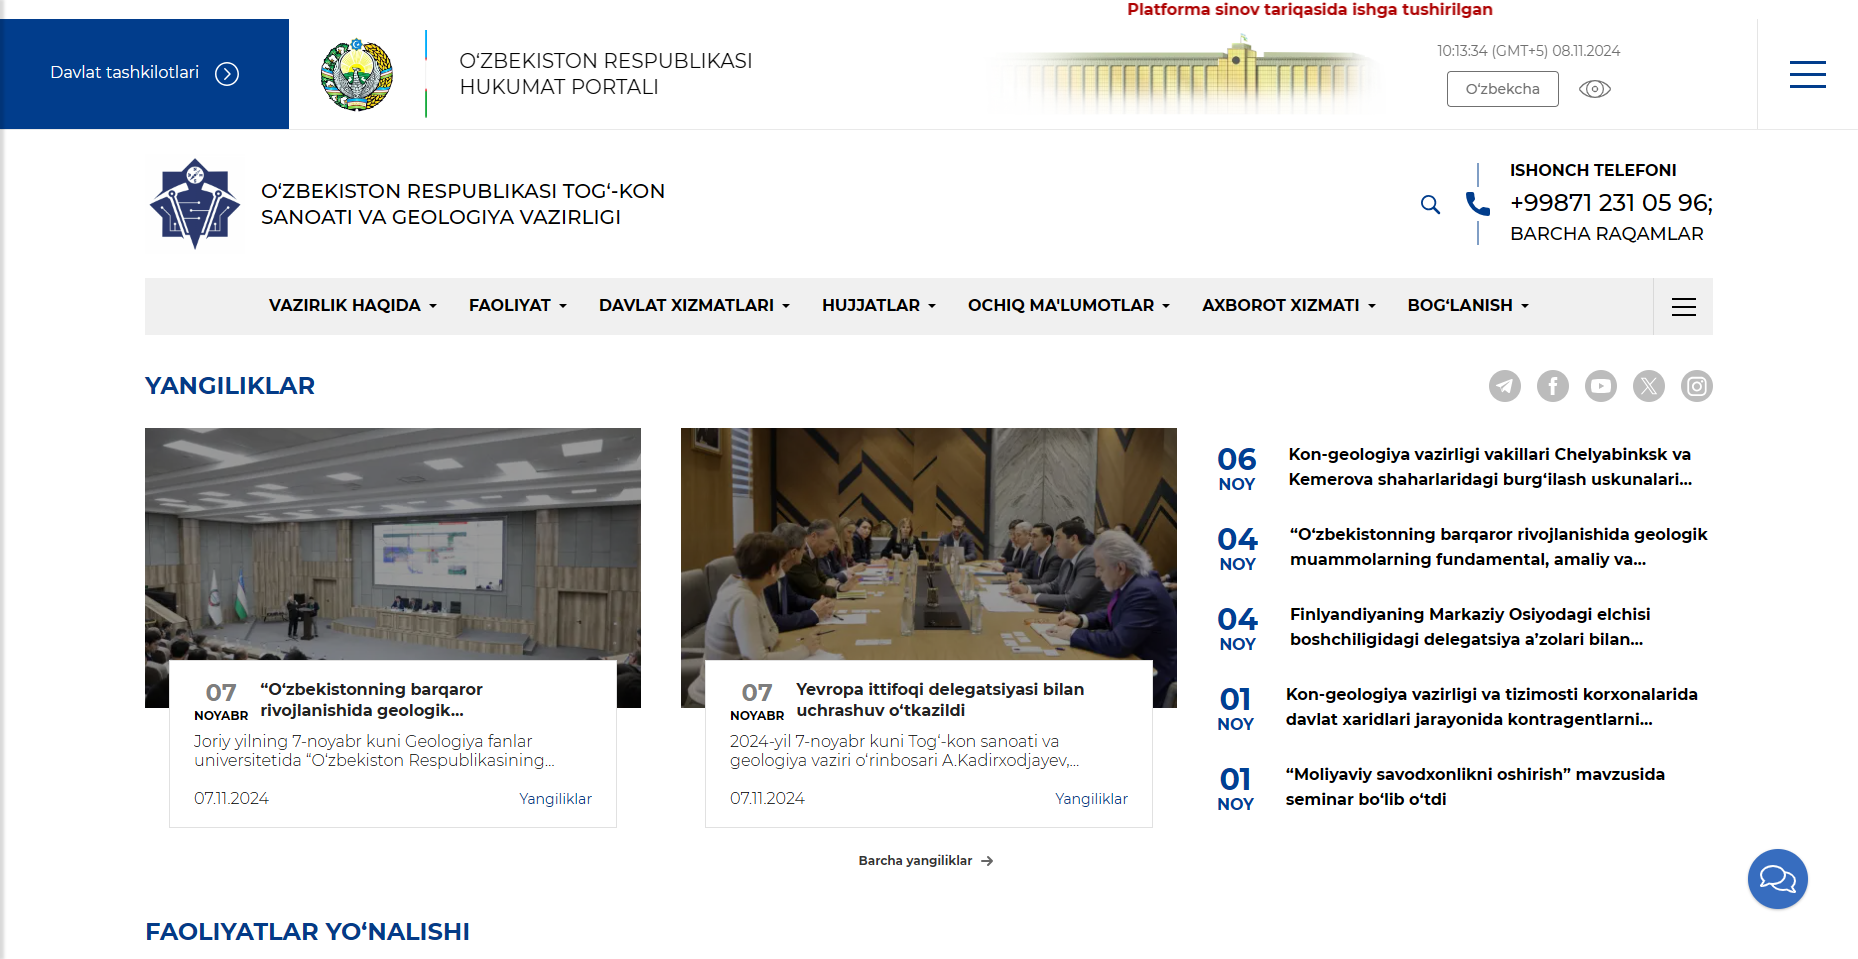 Platforma sinov tariqasida ishga tushirilgan
Davlat tashkilotlari
O‘ZBEKISTON RESPUBLIKASI
HUKUMAT PORTALI
10:13:34 (GMT+5) 08.11.2024
O‘zbekcha
O‘ZBEKISTON RESPUBLIKASI TOG‘-KON
SANOATI VA GEOLOGIYA VAZIRLIGI
ISHONCH TELEFONI
+99871 231 05 96;
BARCHA RAQAMLAR
VAZIRLIK HAQIDA FAOLIYAT DAVLAT XIZMATLARI HUJJATLAR OCHIQ MA'LUMOTLAR AXBOROT XIZMATI BOG‘LANISH
YANGILIKLAR
07
NOYABR
“O‘zbekistonning barqaror
rivojlanishida geologik...
Joriy yilning 7-noyabr kuni Geologiya fanlar
universitetida “O‘zbekiston Respublikasining...
07.11.2024 Yangiliklar
07
NOYABR
Yevropa ittifoqi delegatsiyasi bilan
uchrashuv o‘tkazildi
2024-yil 7-noyabr kuni Tog‘-kon sanoati va
geologiya vaziri o‘rinbosari A.Kadirxodjayev,...
07.11.2024 Yangiliklar
06
NOY
Kon-geologiya vazirligi vakillari Chelyabinksk va
Kemerova shaharlaridagi burg‘ilash uskunalari...
04
NOY
“O‘zbekistonning barqaror rivojlanishida geologik
muammolarning fundamental, amaliy va...
04
NOY
Finlyandiyaning Markaziy Osiyodagi elchisi
boshchiligidagi delegatsiya a’zolari bilan...
01
NOY
Kon-geologiya vazirligi va tizimosti korxonalarida
davlat xaridlari jarayonida kontragentlarni...
01
NOY
“Moliyaviy savodxonlikni oshirish” mavzusida
seminar bo‘lib o‘tdi
Barcha yangiliklar
FAOLIYATLAR YO‘NALISHI